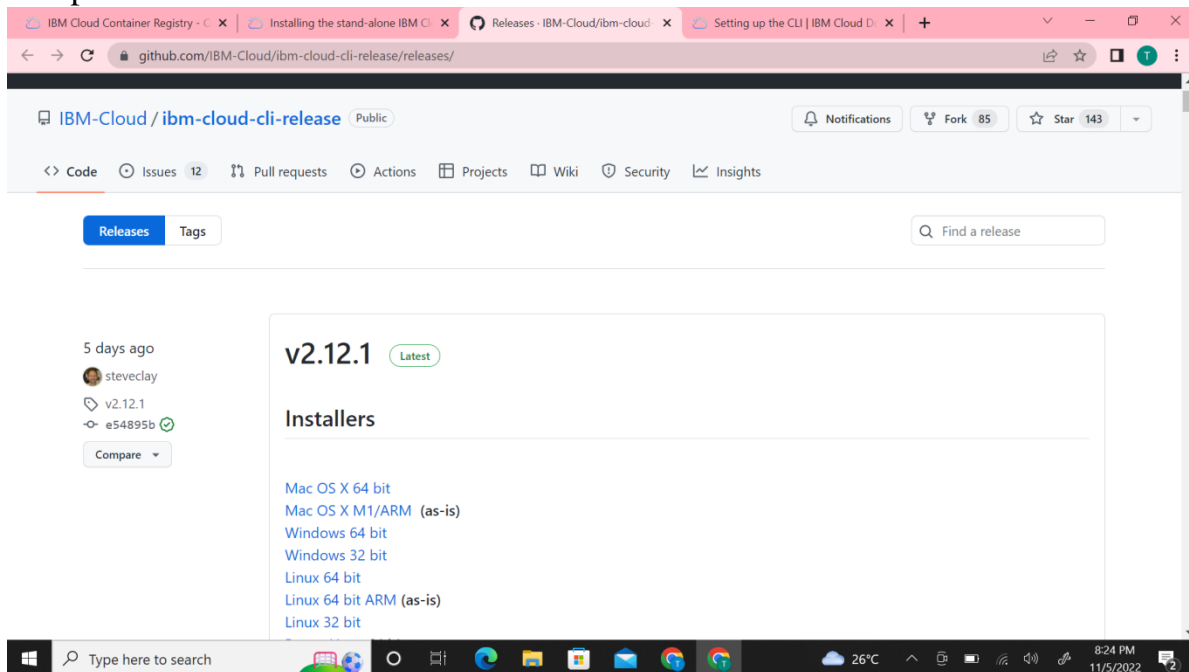 IBM Cloud Container Registry - C
Installing the stand-alone IBM Cl
Releases · IBM-Cloud/ibm-cloud-
Setting up the CLI | IBM Cloud Do
github.com/IBM-Cloud/ibm-cloud-cli-release/releases/
T
IBM-Cloud / ibm-cloud-cli-release Public
Notifications
Fork 85
Star 143
<> Code
Issues 12
Pull requests
Actions
Projects
Wiki
Security
Insights
Releases
Tags
Find a release
5 days ago
steveclay
v2.12.1
e54895b
Compare
v2.12.1 Latest
Installers
Mac OS X 64 bit
Mac OS X M1/ARM (as-is)
Windows 64 bit
Windows 32 bit
Linux 64 bit
Linux 64 bit ARM (as-is)
Linux 32 bit
Type here to search
26°C
8:24 PM
11/5/2022
2